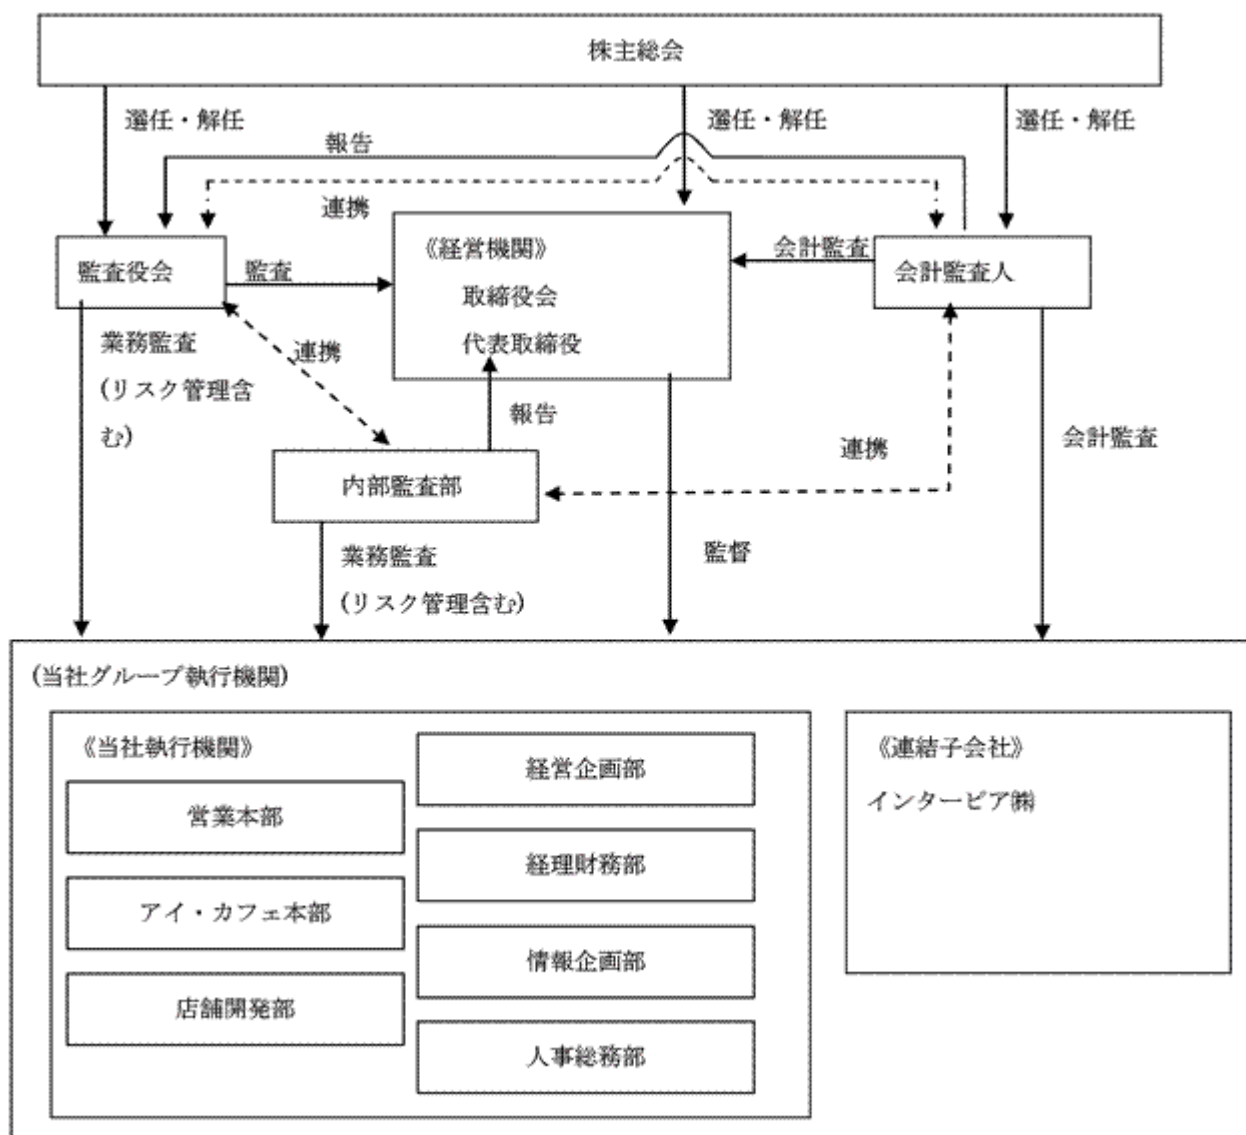 株主総会
選任・解任
選任・解任
選任・解任
報告
連携
監査役会
監査
《経営機関》
取締役会
代表取締役
会計監査
会計監査人
業務監査
(リスク管理含
む)
連携
報告
連携
会計監査
内部監査部
業務監査
(リスク管理含む)
監督
(当社グループ執行機関)
《当社執行機関》
営業本部
アイ・カフェ本部
店舗開発部
経営企画部
経理財務部
情報企画部
人事総務部
《連結子会社》
インターピア㈱